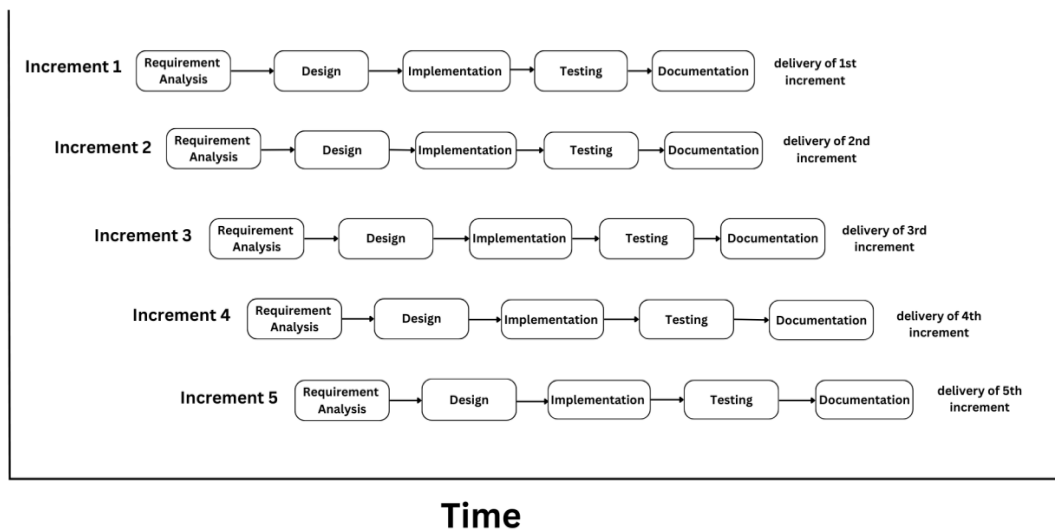 Increment 1
Requirement
Analysis
Design
Implementation
Testing
Documentation
delivery of 1st
increment
Increment 2
Requirement
Analysis
Design
Implementation
Testing
Documentation
delivery of 2nd
increment
Increment 3
Requirement
Analysis
Design
Implementation
Testing
Documentation
delivery of 3rd
increment
Increment 4
Requirement
Analysis
Design
Implementation
Testing
Documentation
delivery of 4th
increment
Increment 5
Requirement
Analysis
Design
Implementation
Testing
Documentation
delivery of 5th
increment
Time